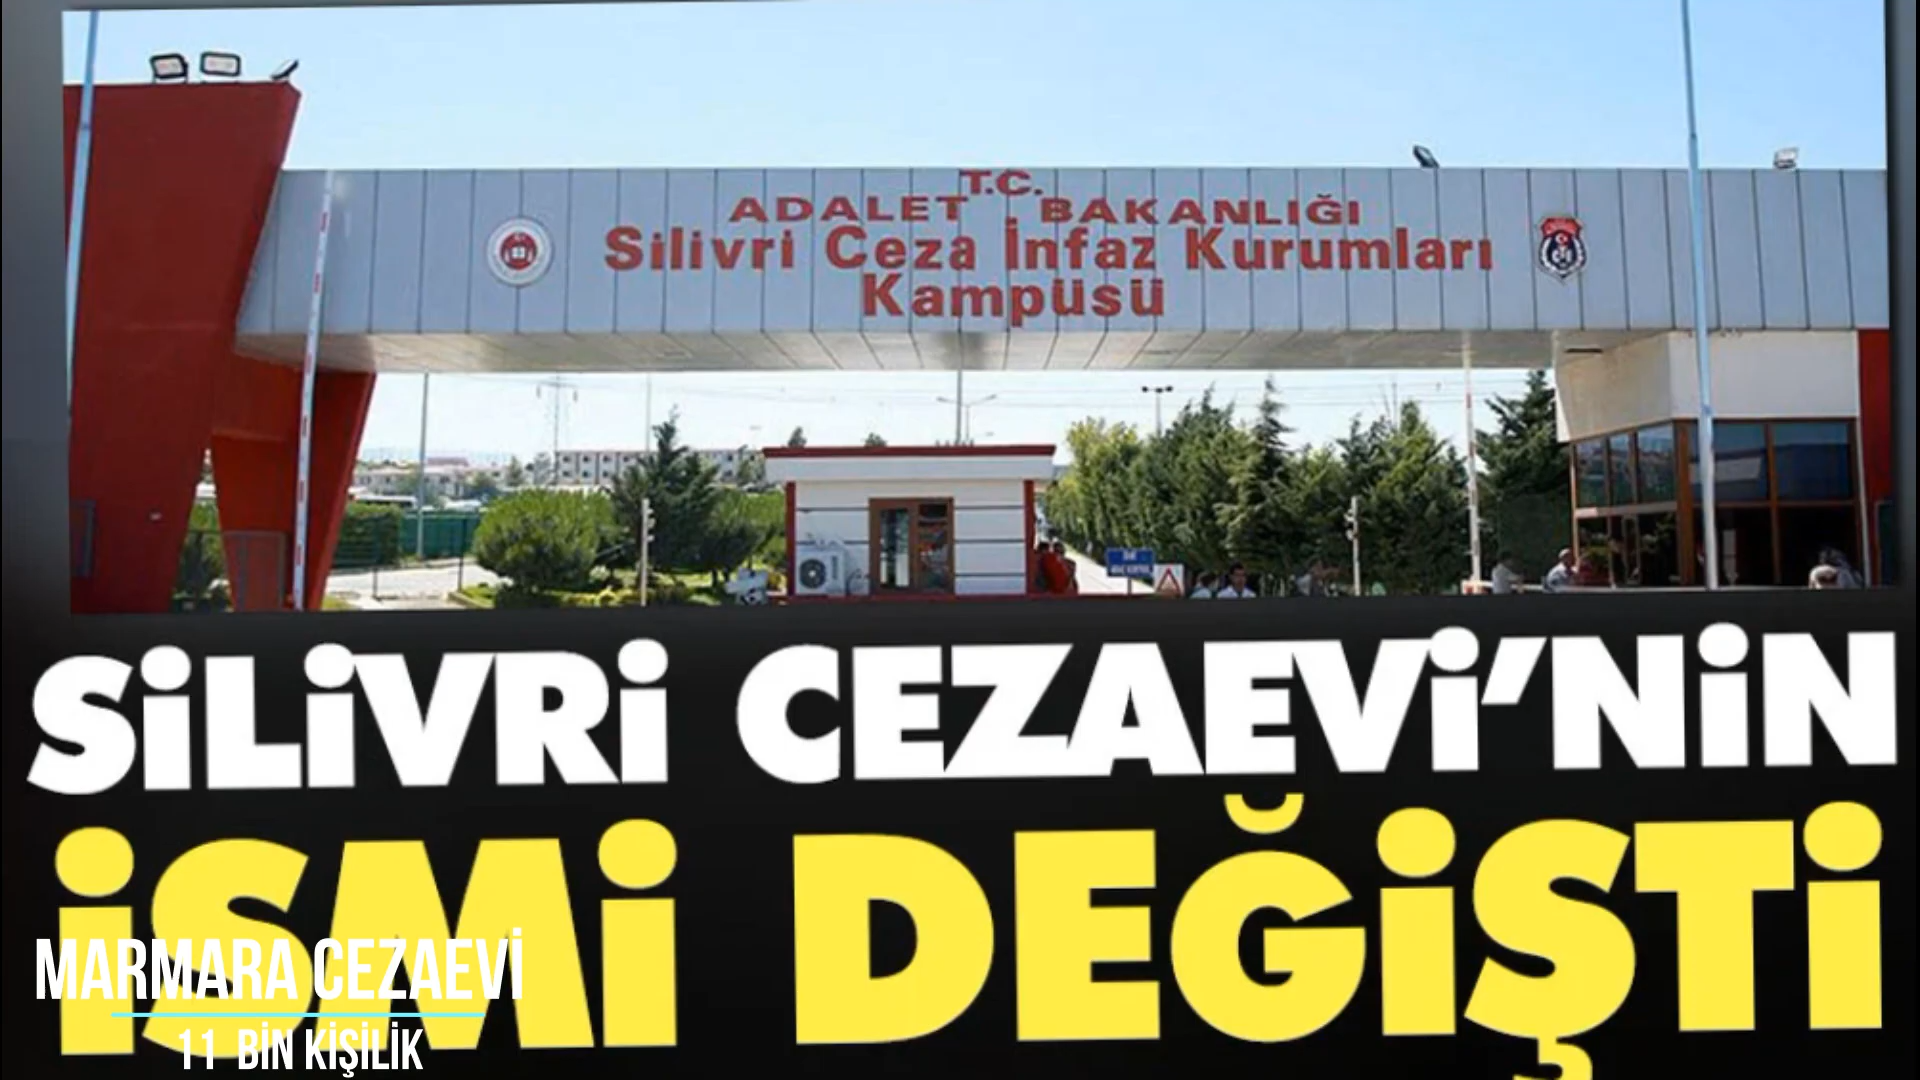 T.C.
ADALET BAKANLIĞI
Silivri Ceza İnfaz Kurumları
Kampüsü
SİLİVRİ CEZAEVİ'NİN
İSMİ DEĞİŞTİ
MARMARA CEZAEVİ
11 BİN KİŞİLİK